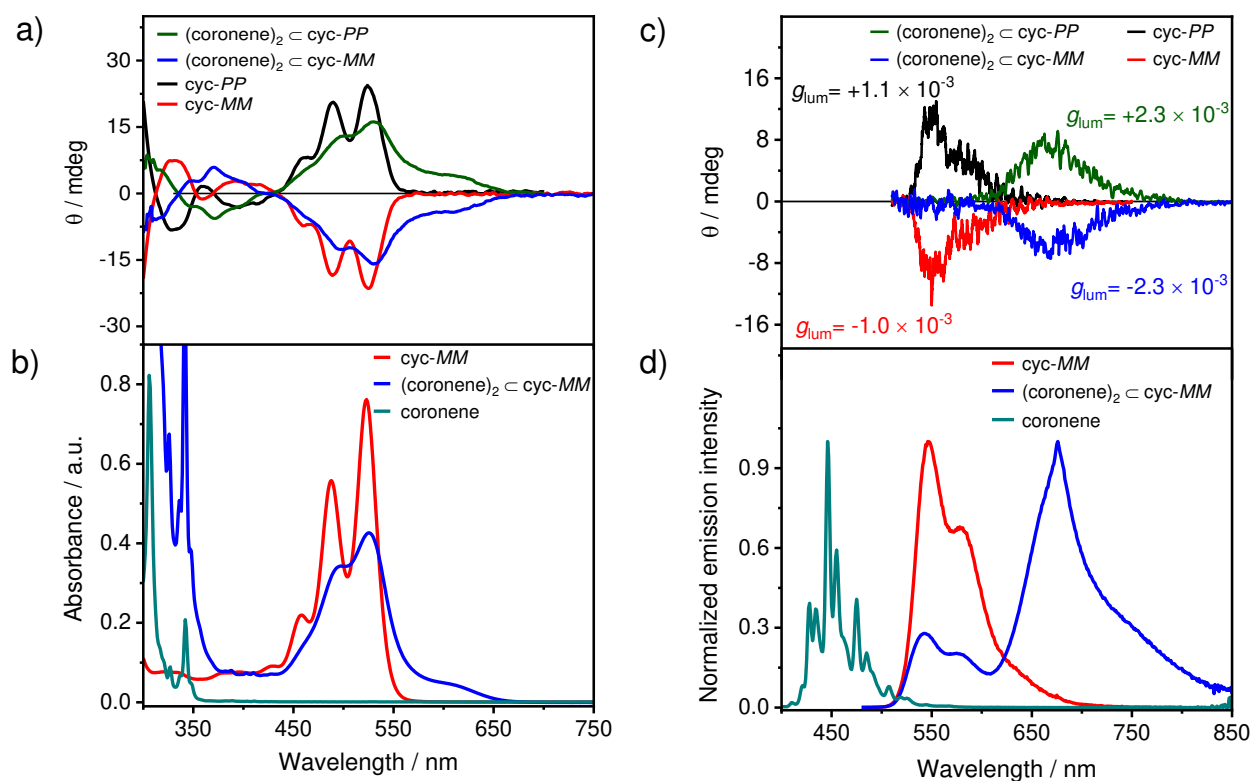 a)
(coronene)₂ ⊂ cyc-PP
(coronene)₂ ⊂ cyc-MM
cyc-PP
cyc-MM
30
15
0
-15
-30
θ / mdeg
b)
cyc-MM
(coronene)₂ ⊂ cyc-MM
coronene
0.8
0.6
0.4
0.2
0.0
Absorbance / a.u.
350 450 550 650 750
Wavelength / nm
c)
(coronene)₂ ⊂ cyc-PP cyc-PP
(coronene)₂ ⊂ cyc-MM cyc-MM
g_lum= +1.1 × 10⁻³
g_lum= +2.3 × 10⁻³
g_lum= -2.3 × 10⁻³
g_lum= -1.0 × 10⁻³
16
8
0
-8
-16
θ / mdeg
d)
cyc-MM
(coronene)₂ ⊂ cyc-MM
coronene
0.9
0.6
0.3
0.0
Normalized emission intensity
450 550 650 750 850
Wavelength / nm